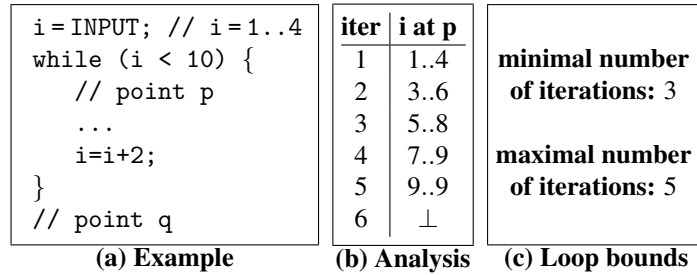 i = INPUT; // i = 1..4
while (i < 10) {
// point p
...
i=i+2;
}
// point q
(a) Example
iter i at p
1 1..4
2 3..6
3 5..8
4 7..9
5 9..9
6 ⊥
(b) Analysis
minimal number
of iterations: 3
maximal number
of iterations: 5
(c) Loop bounds